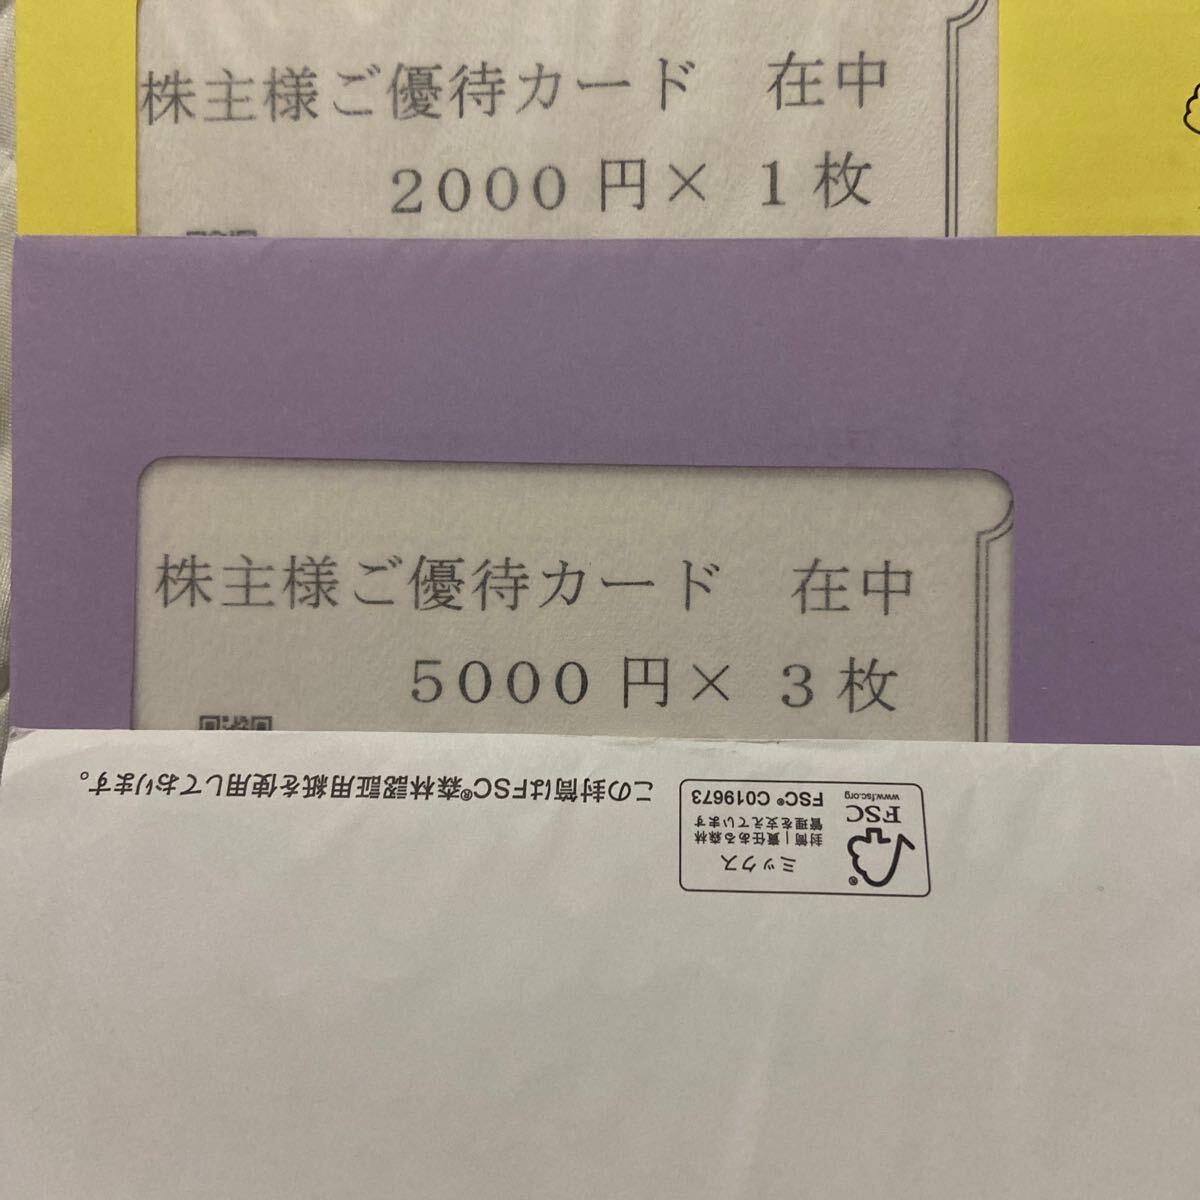 株主様ご優待カード　在中
２０００円×　１枚
株主様ご優待カード　在中
５０００円×　３枚
この封筒はFSC®森林認証用紙を使用しております。
®
FSC
www.fsc.org
ミックス
封筒 | 責任ある森林
管理を支えています
FSC® C019673